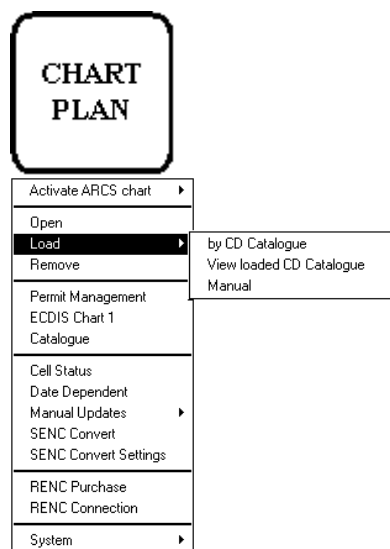 CHART
PLAN
Activate ARCS chart
Open
Load
Remove
Permit Management
ECDIS Chart 1
Catalogue
Cell Status
Date Dependent
Manual Updates
SENC Convert
SENC Convert Settings
RENC Purchase
RENC Connection
System
by CD Catalogue
View loaded CD Catalogue
Manual